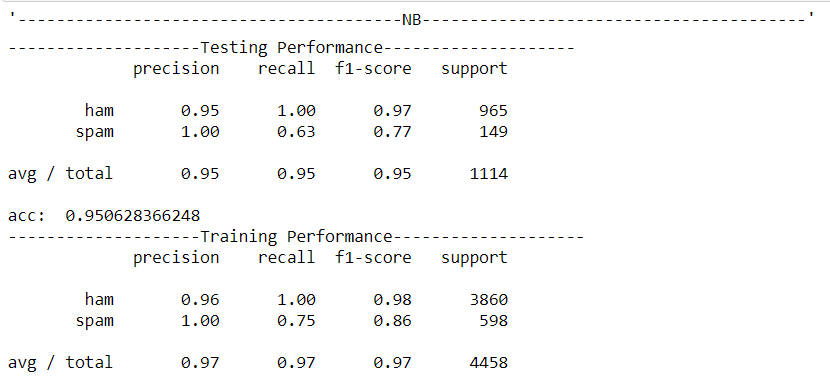 '----------------------------------------NB----------------------------------------'
--------------------Testing Performance--------------------
precision recall f1-score support
ham 0.95 1.00 0.97 965
spam 1.00 0.63 0.77 149
avg / total 0.95 0.95 0.95 1114
acc: 0.950628366248
--------------------Training Performance--------------------
precision recall f1-score support
ham 0.96 1.00 0.98 3860
spam 1.00 0.75 0.86 598
avg / total 0.97 0.97 0.97 4458